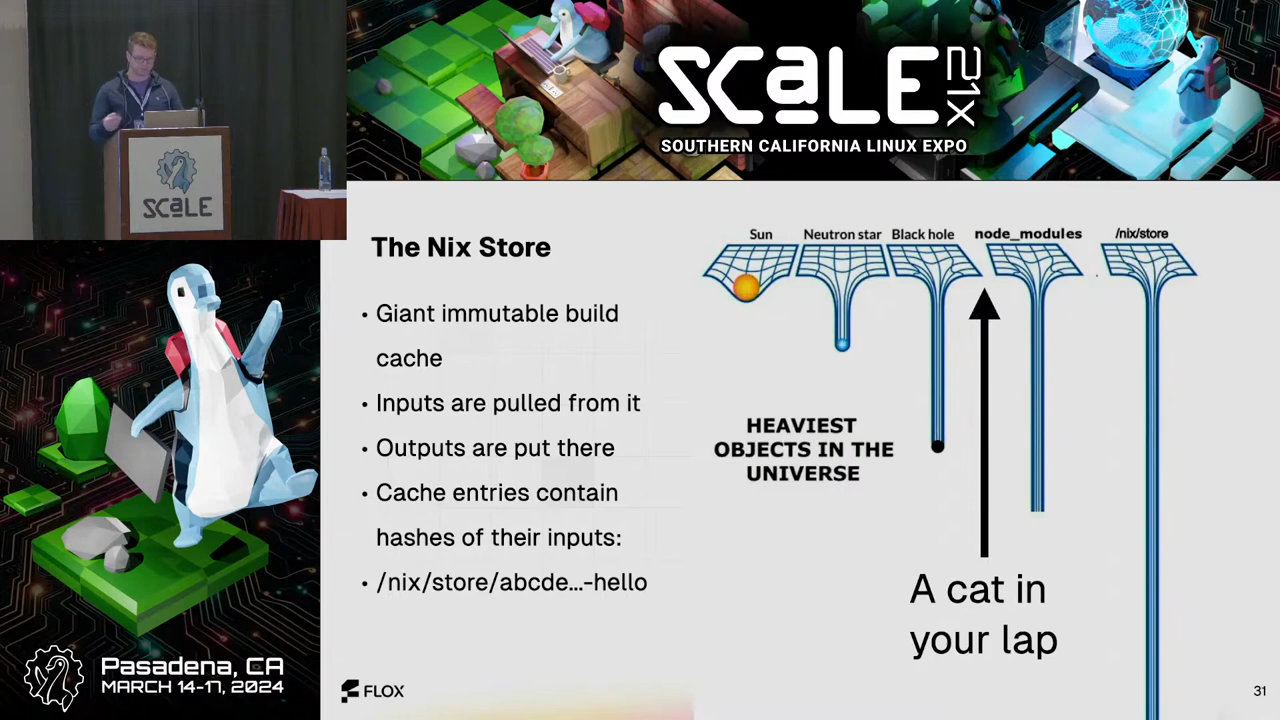 SCaLE 21x
SOUTHERN CALIFORNIA LINUX EXPO
SCaLE
The Nix Store
• Giant immutable build
cache
• Inputs are pulled from it
• Outputs are put there
• Cache entries contain
hashes of their inputs:
• /nix/store/abcde...-hello
Sun
Neutron star
Black hole
node_modules
/nix/store
HEAVIEST
OBJECTS IN THE
UNIVERSE
A cat in
your lap
Pasadena, CA
MARCH 14-17, 2024
FLOX
31